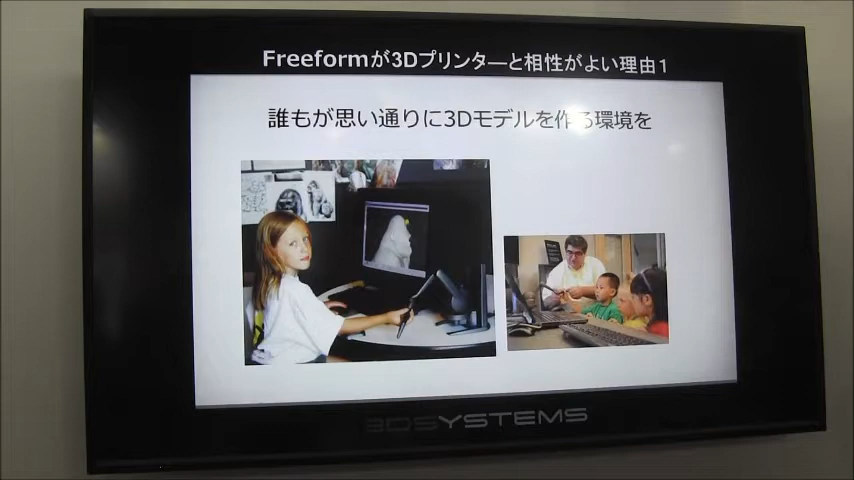 Freeformが3Dプリンタ―と相性がよい理由1
誰もが思い通りに3Dモデルを作る環境を
3DSYSTEMS